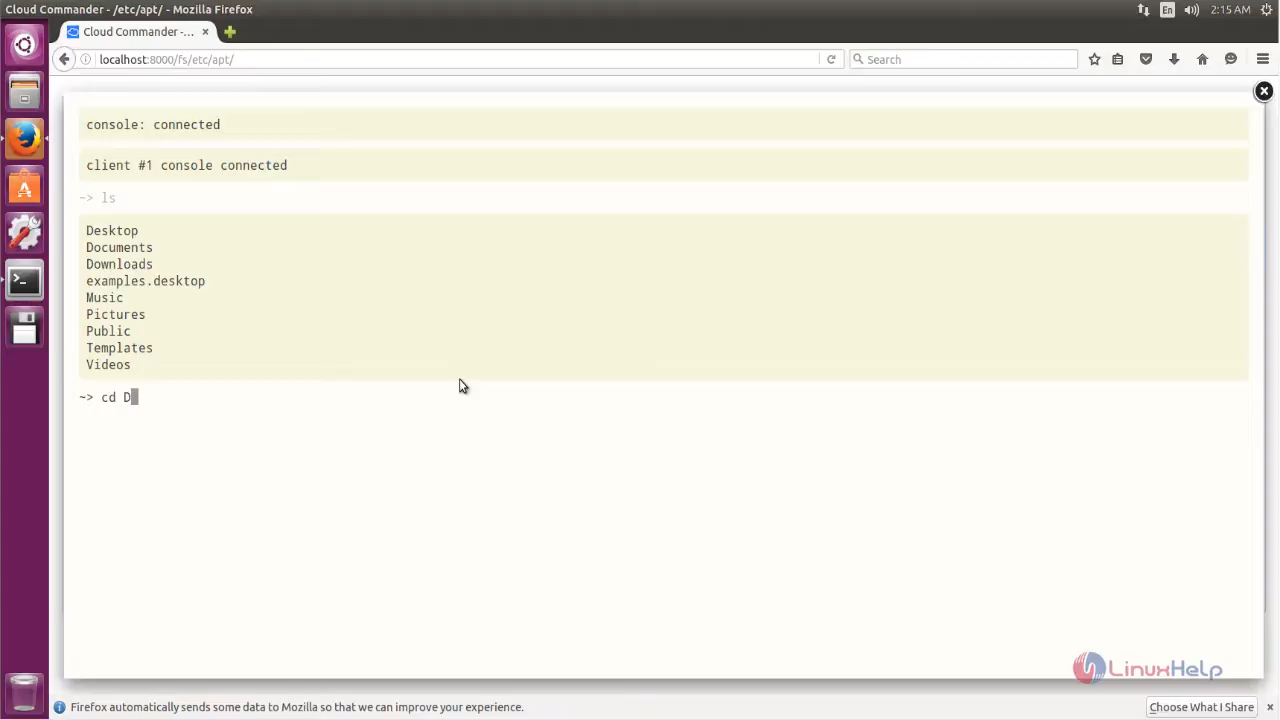 Cloud Commander - /etc/apt/ - Mozilla Firefox
En
2:15 AM
Cloud Commander -...
localhost:8000/fs/etc/apt/
Search
console: connected
client #1 console connected
~> ls
Desktop
Documents
Downloads
examples.desktop
Music
Pictures
Public
Templates
Videos
~> cd D
LinuxHelp
Firefox automatically sends some data to Mozilla so that we can improve your experience.
Choose What I Share